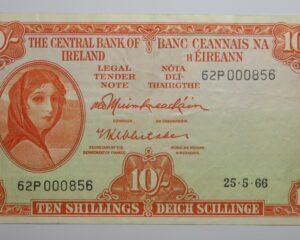 10/- THE CENTRAL BANK OF BANC CEANNAIS NA 10/-
IRELAND hÉIREANN
LEGAL NÓTA
TENDER DLÍ-
NOTE THAIRGTHE
62P 000856
62P 000856
10/-
25·5·66
TEN SHILLINGS DEICH SCILLINGE